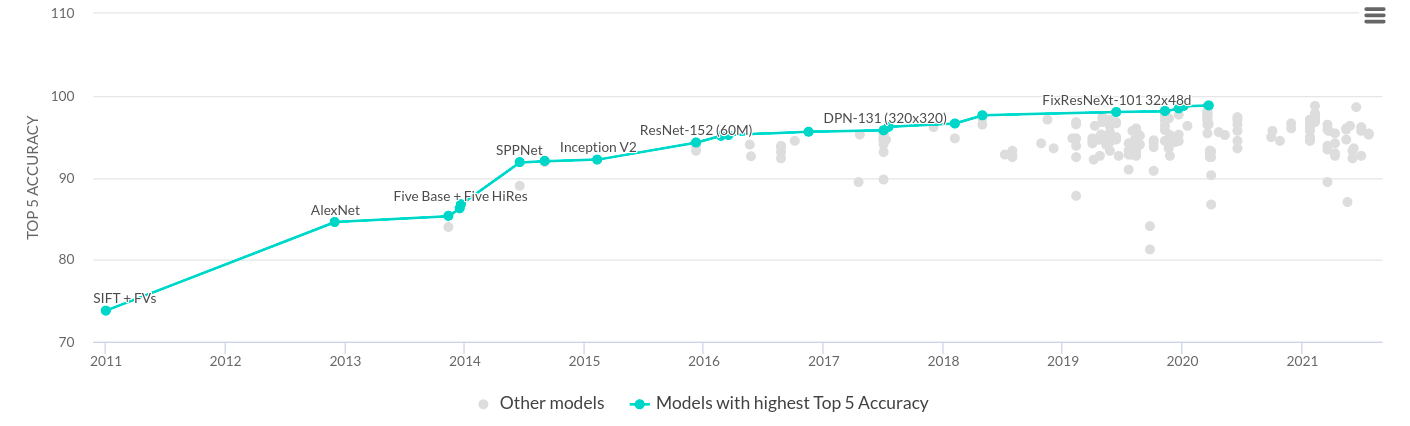 110
100
90
80
70
TOP 5 ACCURACY
FixResNeXt-101 32x48d
DPN-131 (320x320)
ResNet-152 (60M)
Inception V2
SPPNet
Five Base + Five HiRes
AlexNet
SIFT + FVs
2011 2012 2013 2014 2015 2016 2017 2018 2019 2020 2021
Other models Models with highest Top 5 Accuracy